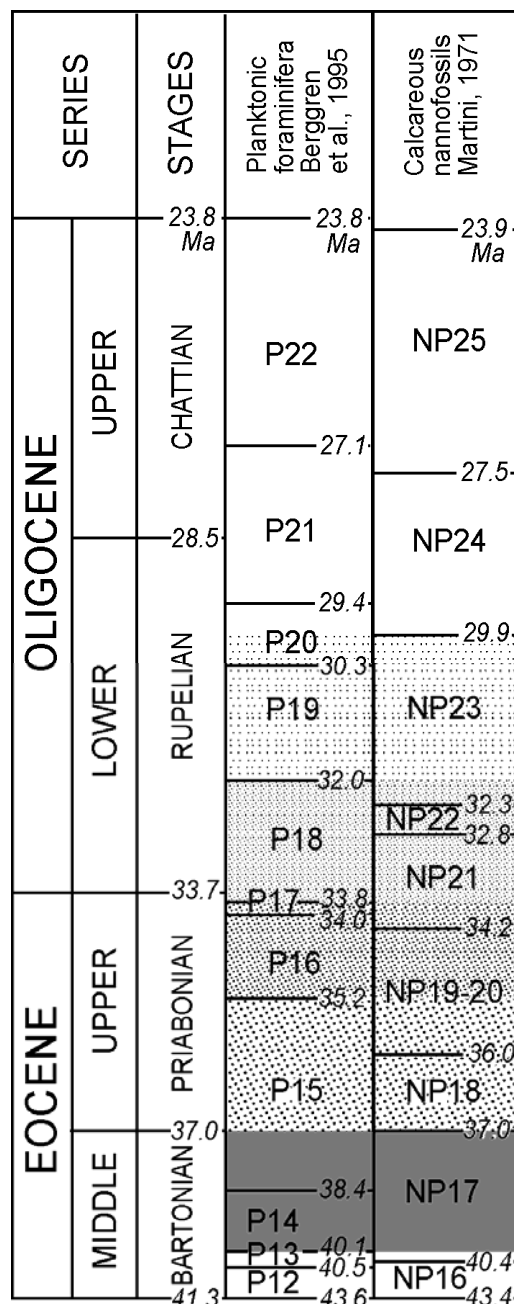 SERIES
STAGES
Planktonic
foraminifera
Berggren
et al., 1995
Calcareous
nannofossils
Martini, 1971
OLIGOCENE
EOCENE
UPPER
LOWER
UPPER
MIDDLE
23.8
Ma
CHATTIAN
28.5
RUPELIAN
33.7
PRIABONIAN
37.0
BARTONIAN
41.3
23.8
Ma
P22
27.1
P21
29.4
P20
30.3
P19
32.0
P18
33.8
P17
34.0
P16
35.2
P15
38.4
P14
40.1
P13
40.5
P12
43.6
23.9
Ma
NP25
27.5
NP24
29.9
NP23
32.3
NP22
32.8
NP21
34.2
NP19-20
36.0
NP18
37.0
NP17
40.4
NP16
43.4